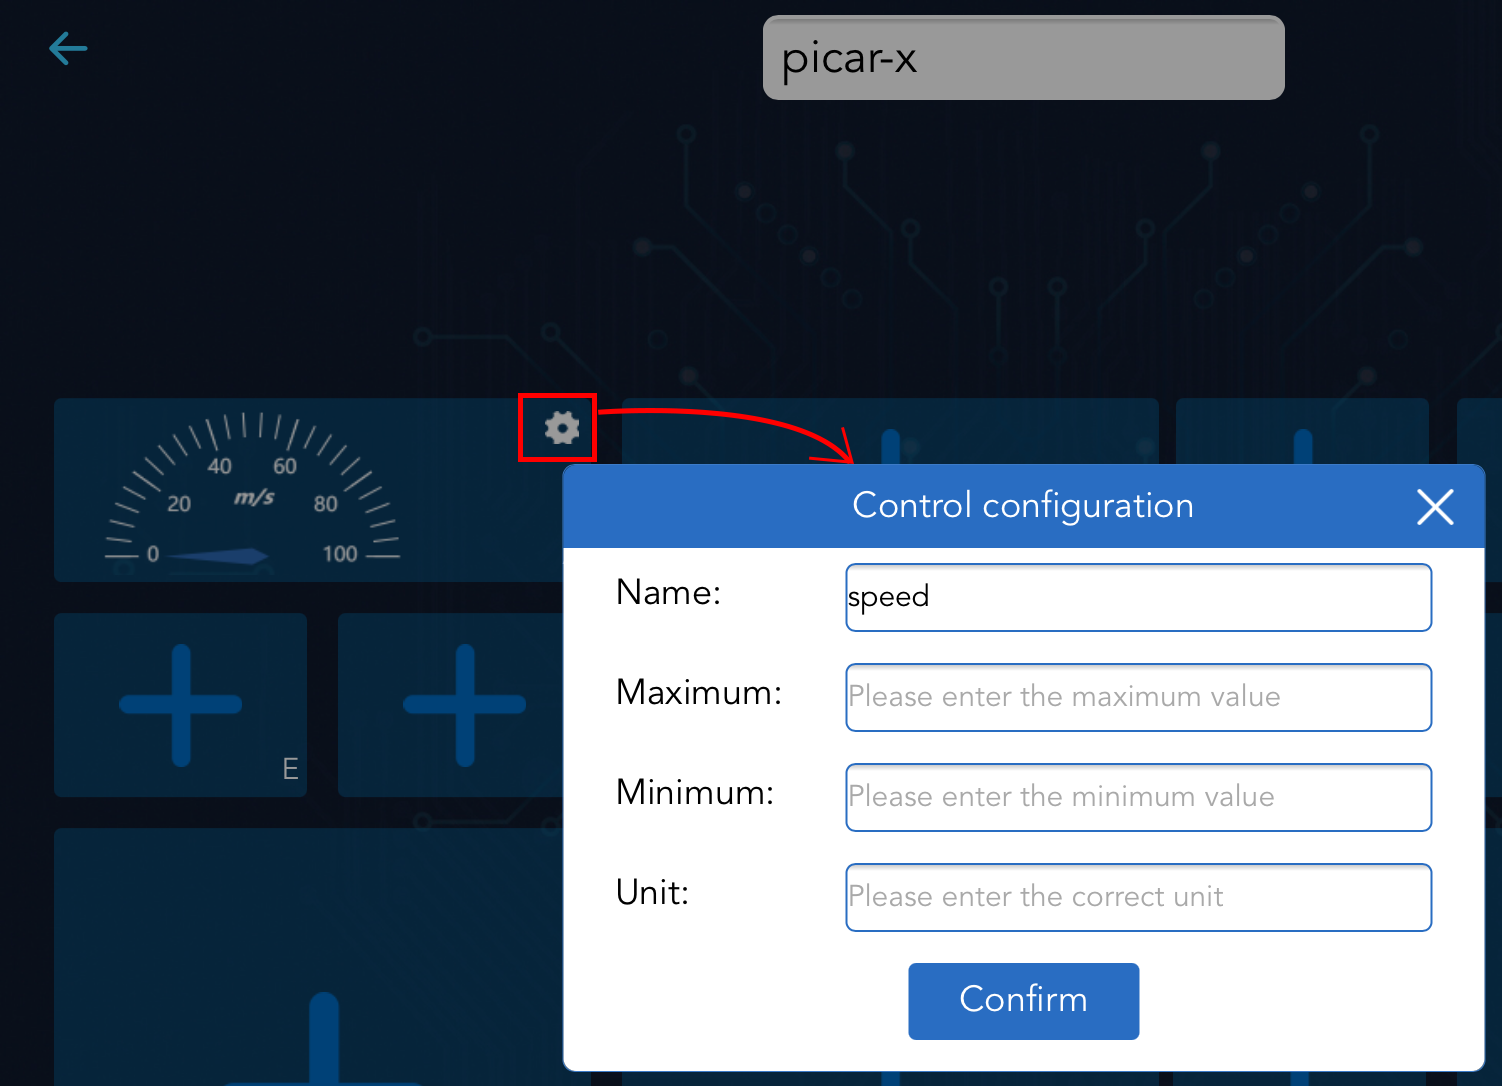 picar-x
40 60
20 m/s 80
0 100
E
Control configuration
Name: speed
Maximum: Please enter the maximum value
Minimum: Please enter the minimum value
Unit: Please enter the correct unit
Confirm